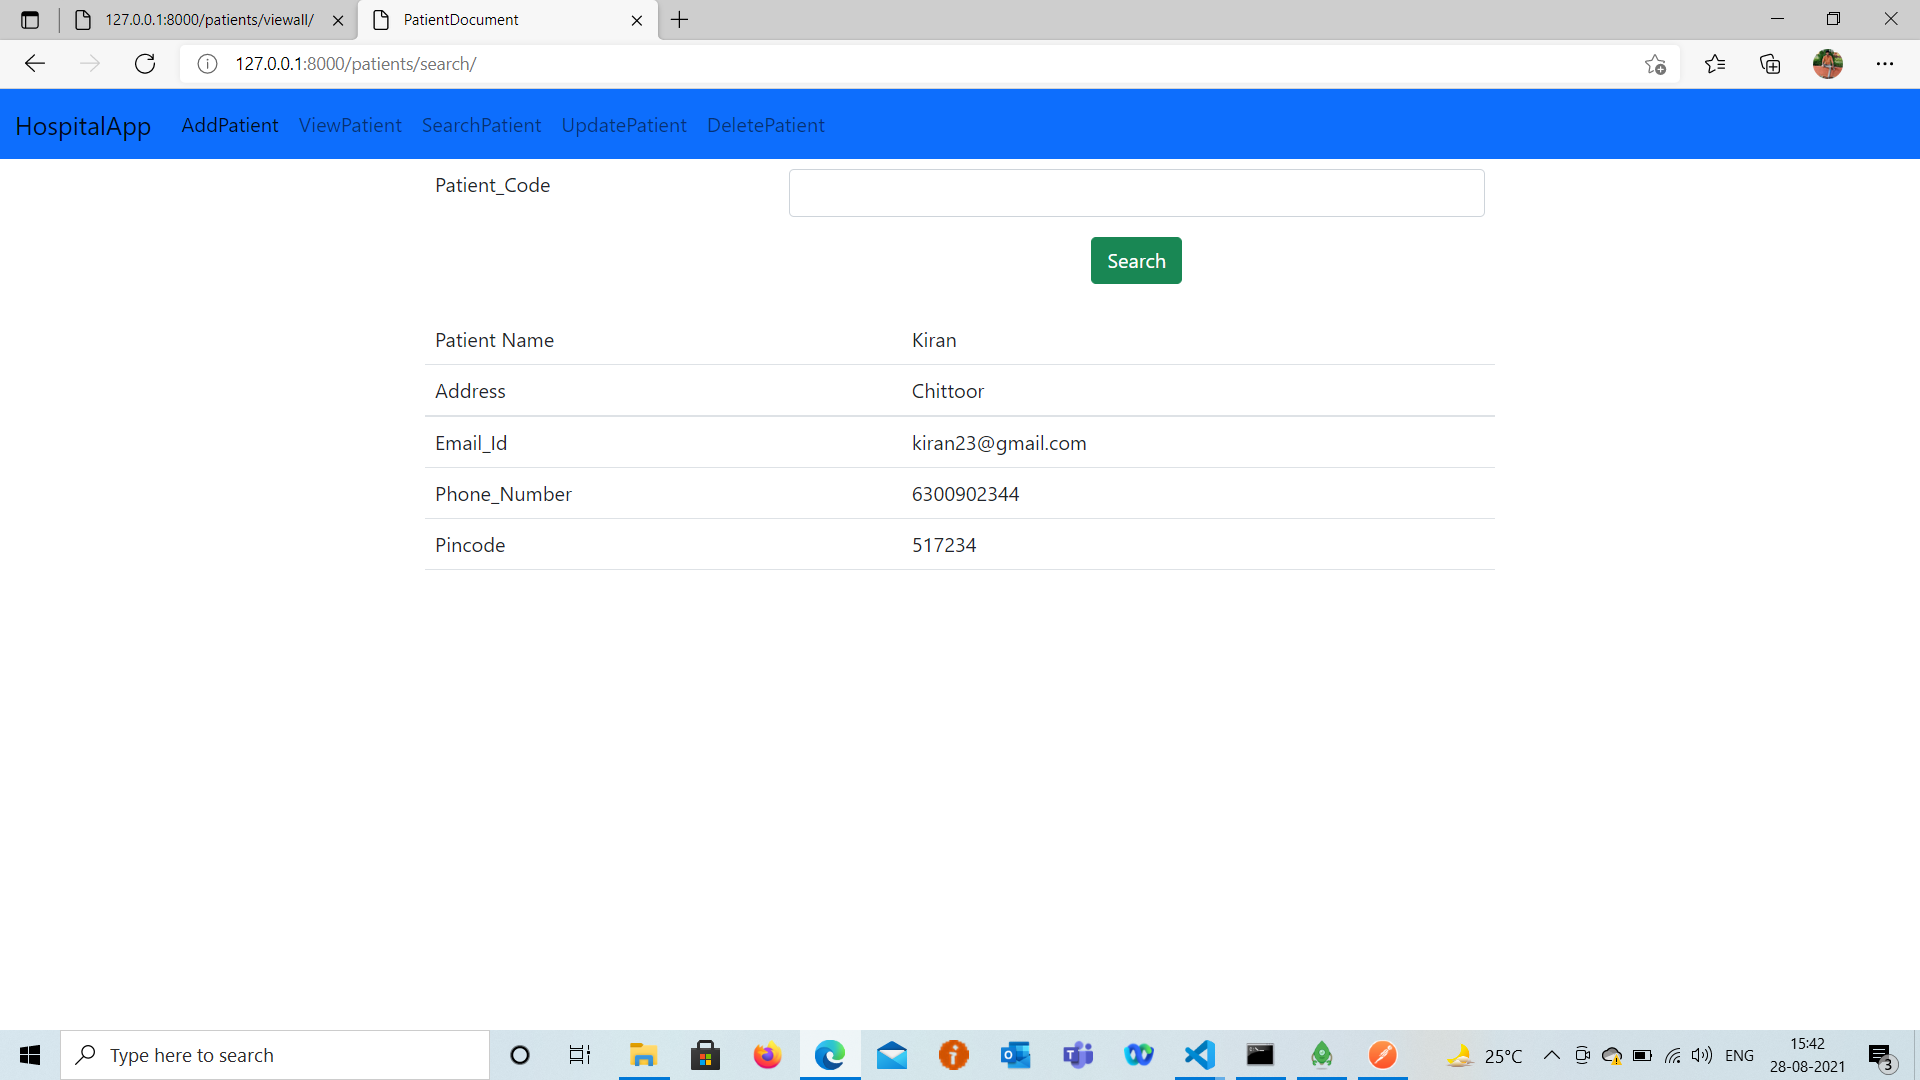 127.0.0.1:8000/patients/viewall/
PatientDocument
127.0.0.1:8000/patients/search/
HospitalApp AddPatient ViewPatient SearchPatient UpdatePatient DeletePatient
Patient_Code
Search
Patient Name Kiran
Address Chittoor
Email_Id kiran23@gmail.com
Phone_Number 6300902344
Pincode 517234
Type here to search
25°C
ENG
15:42
28-08-2021
3